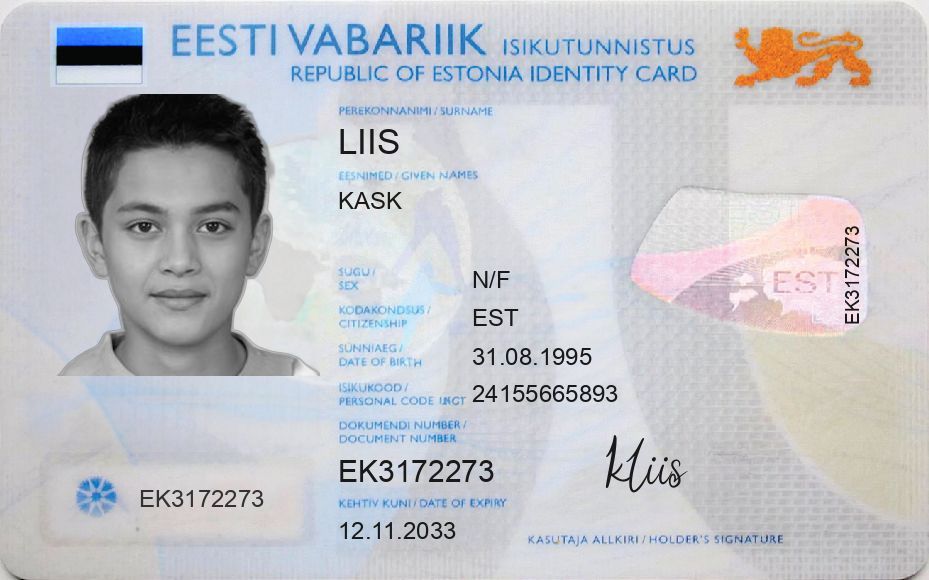 EESTI VABARIIK ISIKUTUNNISTUS
REPUBLIC OF ESTONIA IDENTITY CARD
PEREKONNANIMI / SURNAME
LIIS
EESNIMED / GIVEN NAMES
KASK
SUGU / SEX N/F
KODAKONDSUS / CITIZENSHIP EST
SÜNNIAEG / DATE OF BIRTH 31.08.1995
ISIKUKOOD / PERSONAL CODE 24155665893
DOKUMENDI NUMBER / DOCUMENT NUMBER
EK3172273
KEHTIV KUNI / DATE OF EXPIRY
12.11.2033
EK3172273
EST
EK3172273
kLiis
KASUTAJA ALLKIRI / HOLDER'S SIGNATURE